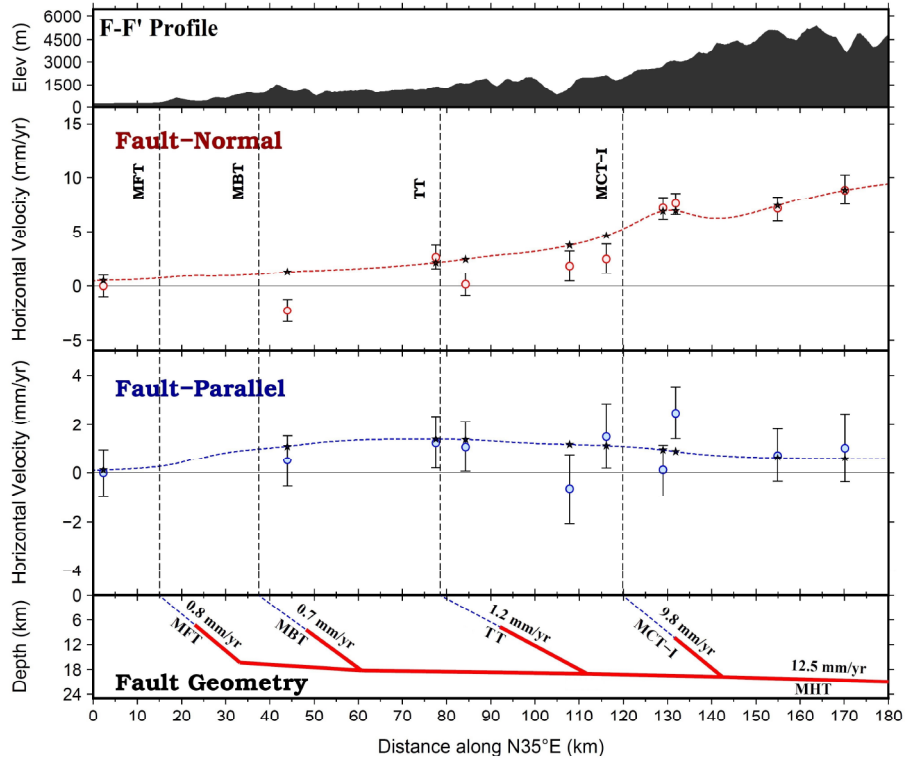 F-F' Profile
Elev (m)
6000
4500
3000
1500
0
Fault-Normal
Horizontal Velocity (mm/yr)
15
10
5
0
-5
MFT
MBT
TT
MCT-I
Fault-Parallel
Horizontal Velocity (mm/yr)
4
2
0
-2
-4
Depth (km)
0
6
12
18
24
0.8 mm/yr
MFT
0.7 mm/yr
MBT
1.2 mm/yr
TT
9.8 mm/yr
MCT-I
12.5 mm/yr
MHT
Fault Geometry
0 10 20 30 40 50 60 70 80 90 100 110 120 130 140 150 160 170 180
Distance along N35°E (km)